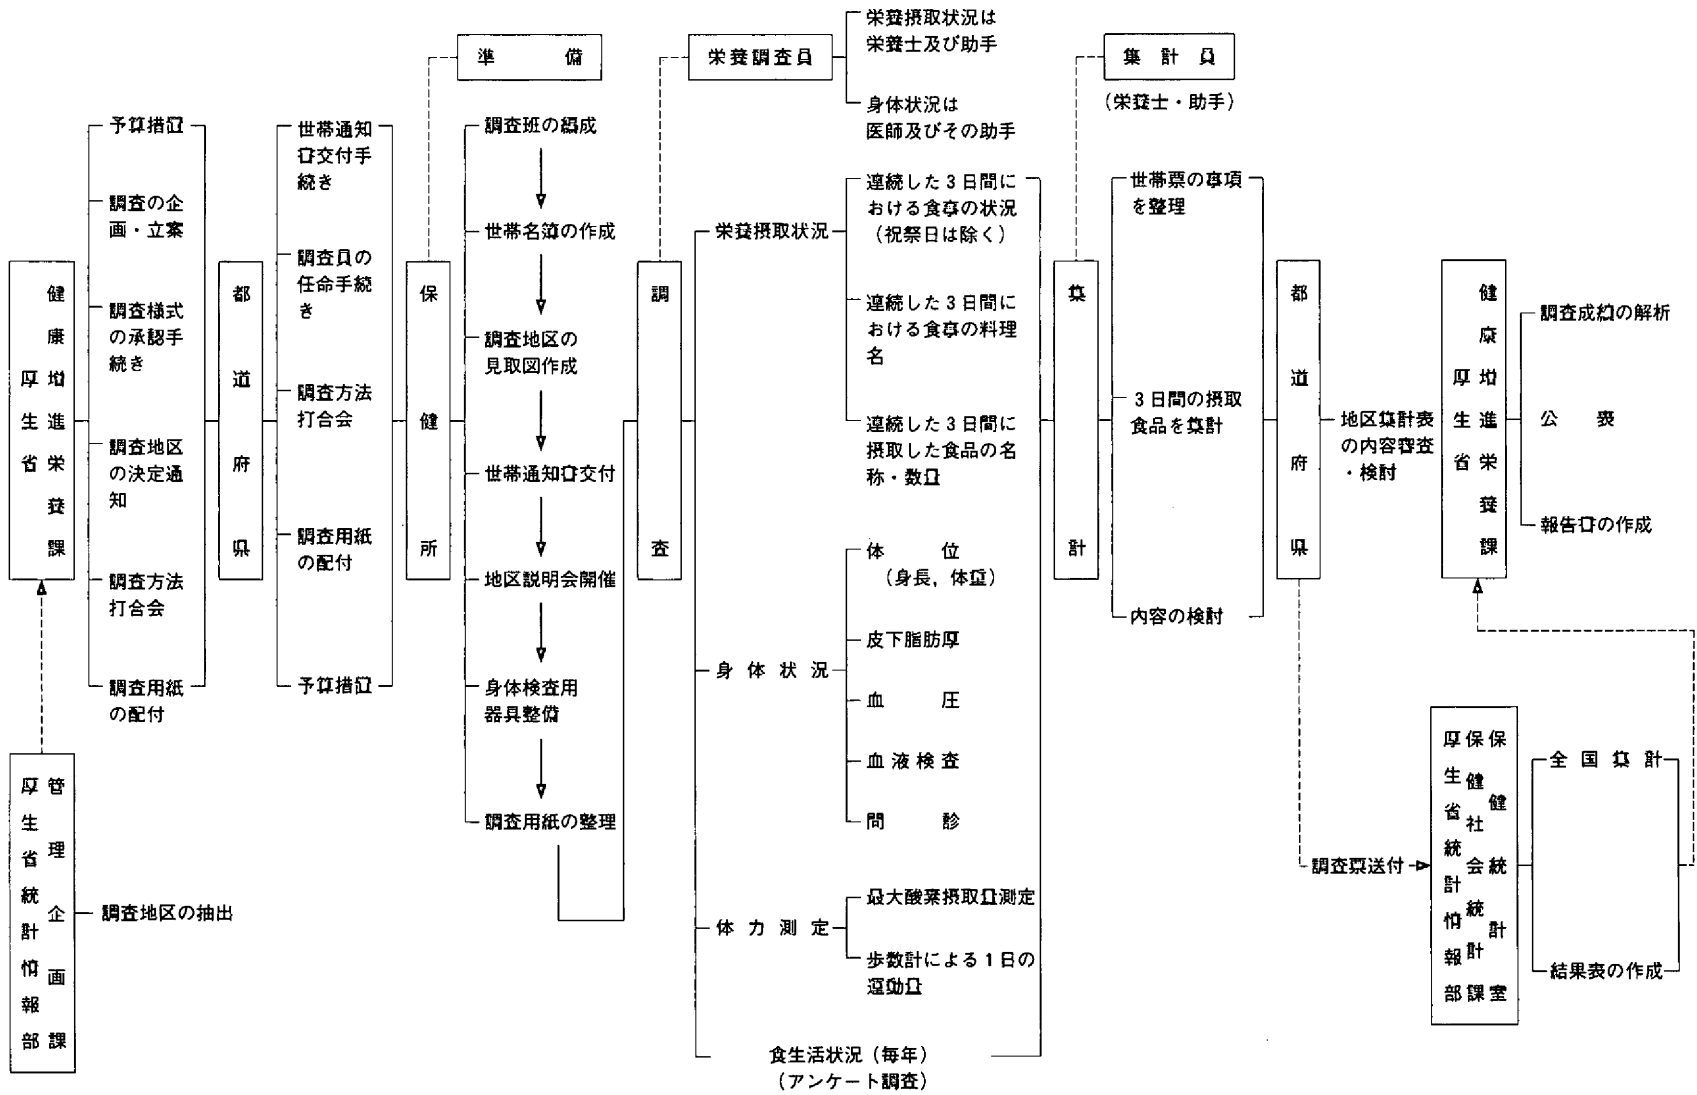 厚生省
健康増進栄養課
厚生省統計情報部
管理企画課
調査地区の抽出
予算措置
調査の企
画・立案
調査様式
の承認手
続き
調査地区
の決定通
知
調査方法
打合会
調査用紙
の配付
都道府県
世帯通知
書交付手
続き
調査員の
任命手続
き
調査方法
打合会
調査用紙
の配付
予算措置
保健所
準備
調査班の編成
世帯名簿の作成
調査地区の
見取図作成
世帯通知書交付
地区説明会開催
身体検査用
器具整備
調査用紙の整理
調査
栄養調査員
栄養摂取状況は
栄養士及び助手
身体状況は
医師及びその助手
栄養摂取状況
連続した3日間に
おける食事の状況
(祝祭日は除く)
連続した3日間に
おける食事の料理
名
連続した3日間に
摂取した食品の名
称・数量
身体状況
体位
(身長,体重)
皮下脂肪厚
血圧
血液検査
問診
体力測定
最大酸素摂取量測定
歩数計による1日の
運動量
食生活状況(毎年)
(アンケート調査)
集計
集計員
(栄養士・助手)
世帯票の事項
を整理
3日間の摂取
食品を集計
内容の検討
都道府県
地区集計表
の内容審査
・検討
調査票送付
厚生省
健康増進栄養課
調査成績の解析
公表
報告書の作成
厚生省統計情報部
保健社会統計課
保健統計室
全国集計
結果表の作成